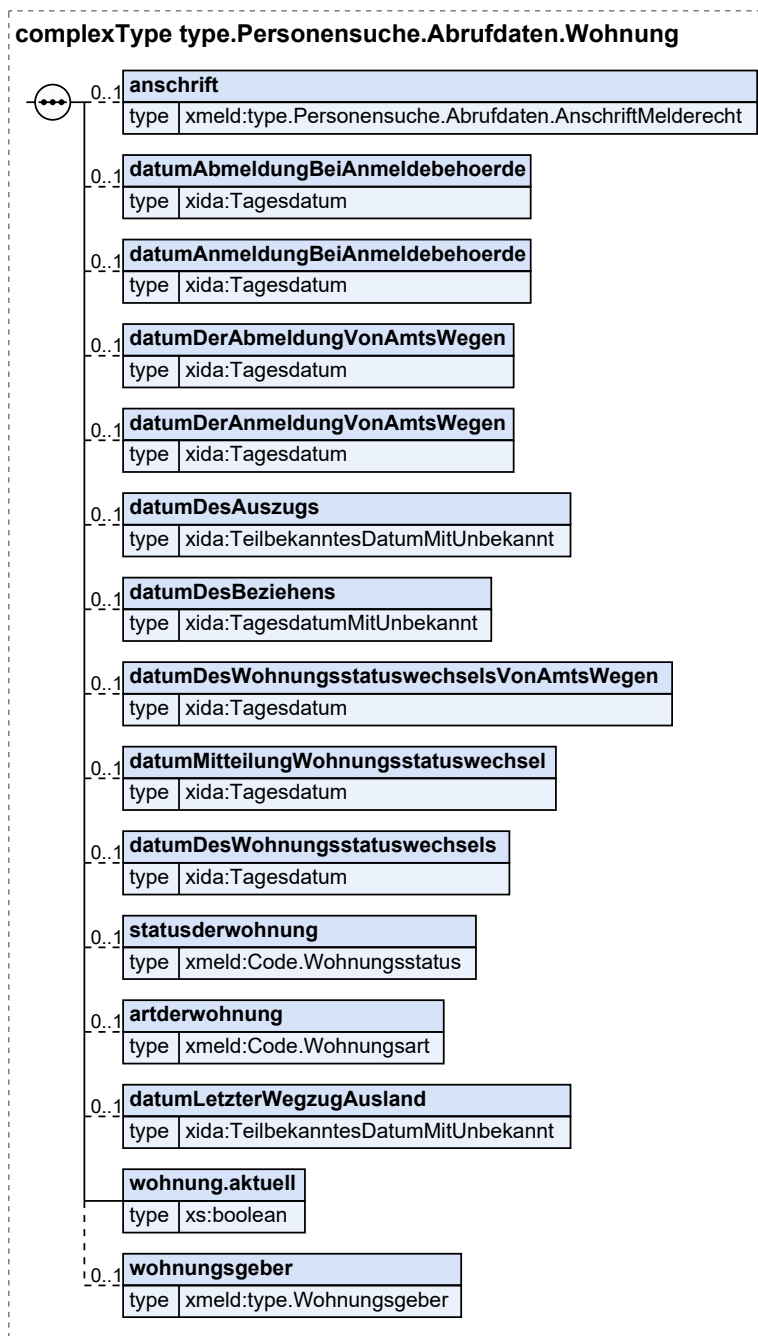 complexType type.Personensuche.Abrufdaten.Wohnung
0..1 anschrift
type xmeld:type.Personensuche.Abrufdaten.AnschriftMelderecht
0..1 datumAbmeldungBeiAnmeldebehoerde
type xida:Tagesdatum
0..1 datumAnmeldungBeiAnmeldebehoerde
type xida:Tagesdatum
0..1 datumDerAbmeldungVonAmtsWegen
type xida:Tagesdatum
0..1 datumDerAnmeldungVonAmtsWegen
type xida:Tagesdatum
0..1 datumDesAuszugs
type xida:TeilbekanntesDatumMitUnbekannt
0..1 datumDesBeziehens
type xida:TagesdatumMitUnbekannt
0..1 datumDesWohnungsstatuswechselsVonAmtsWegen
type xida:Tagesdatum
0..1 datumMitteilungWohnungsstatuswechsel
type xida:Tagesdatum
0..1 datumDesWohnungsstatuswechsels
type xida:Tagesdatum
0..1 statusderwohnung
type xmeld:Code.Wohnungsstatus
0..1 artderwohnung
type xmeld:Code.Wohnungsart
0..1 datumLetzterWegzugAusland
type xida:TeilbekanntesDatumMitUnbekannt
wohnung.aktuell
type xs:boolean
0..1 wohnungsgeber
type xmeld:type.Wohnungsgeber